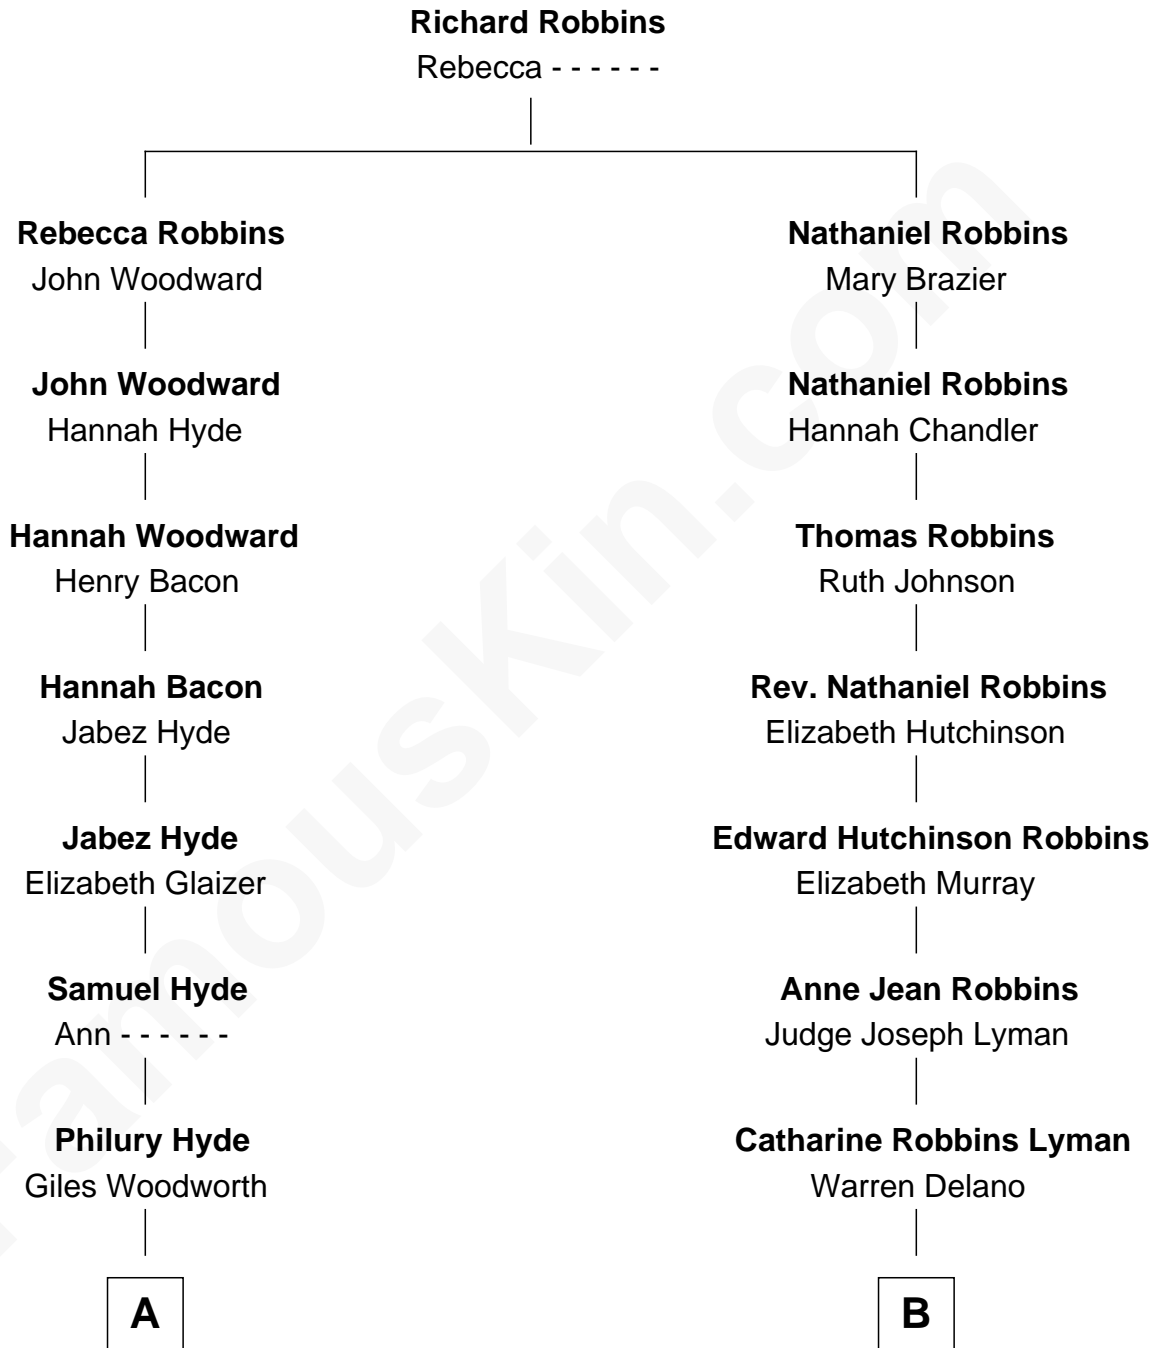 Richard Robbins
Rebecca - - - - - -
Rebecca Robbins
John Woodward
Nathaniel Robbins
Mary Brazier
John Woodward
Hannah Hyde
Nathaniel Robbins
Hannah Chandler
Hannah Woodward
Henry Bacon
Thomas Robbins
Ruth Johnson
Hannah Bacon
Jabez Hyde
Rev. Nathaniel Robbins
Elizabeth Hutchinson
Jabez Hyde
Elizabeth Glaizer
Edward Hutchinson Robbins
Elizabeth Murray
Samuel Hyde
Ann - - - - - -
Anne Jean Robbins
Judge Joseph Lyman
Philury Hyde
Giles Woodworth
Catharine Robbins Lyman
Warren Delano
A
B
FamousKin.com